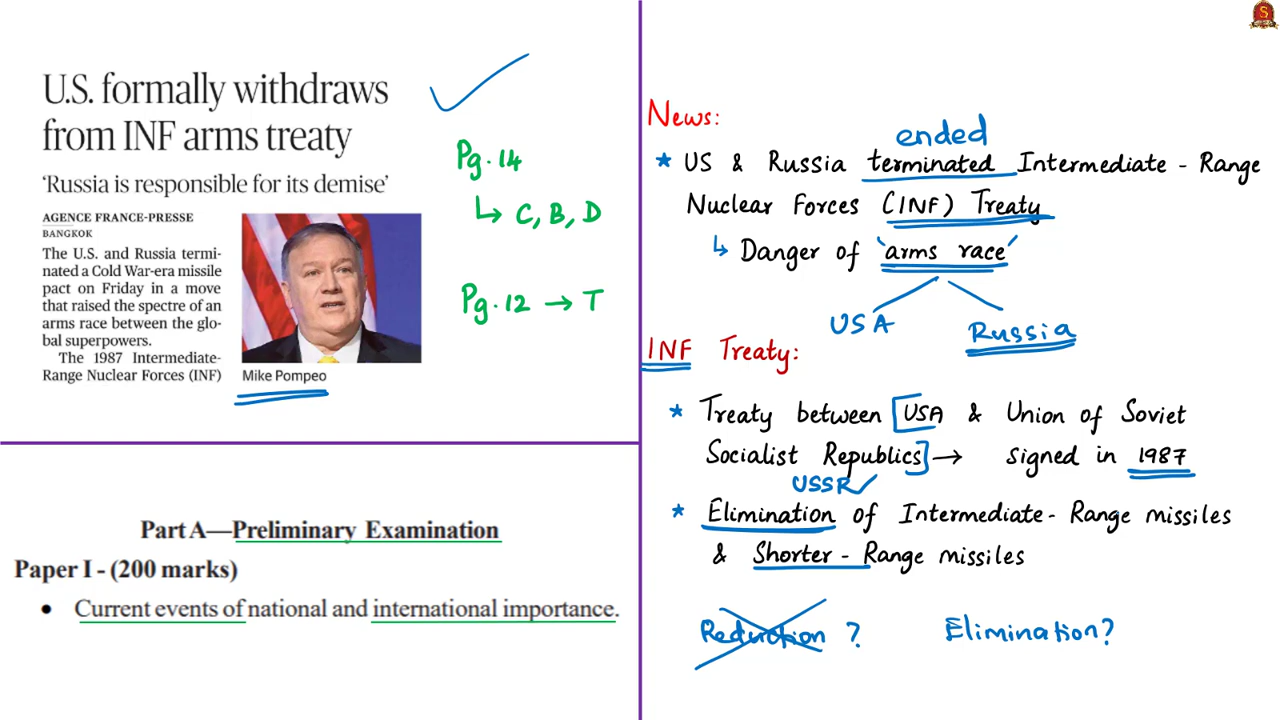 U.S. formally withdraws
from INF arms treaty
'Russia is responsible for its demise'
AGENCE FRANCE-PRESSE
BANGKOK
The U.S. and Russia termi-
nated a Cold War-era missile
pact on Friday in a move
that raised the spectre of an
arms race between the glo-
bal superpowers.
The 1987 Intermediate-
Range Nuclear Forces (INF)
Mike Pompeo
Pg. 14
↳ C, B, D
Pg. 12 → T
Part A—Preliminary Examination
Paper I - (200 marks)
• Current events of national and international importance.
S
News:
ended
* US & Russia terminated Intermediate - Range
Nuclear Forces (INF) Treaty
↳ Danger of 'arms race'
USA
Russia
INF Treaty:
* Treaty between [USA & Union of Soviet
Socialist Republics] → signed in 1987
USSR ✓
* Elimination of Intermediate - Range missiles
& Shorter - Range missiles
Reduction ? Elimination?